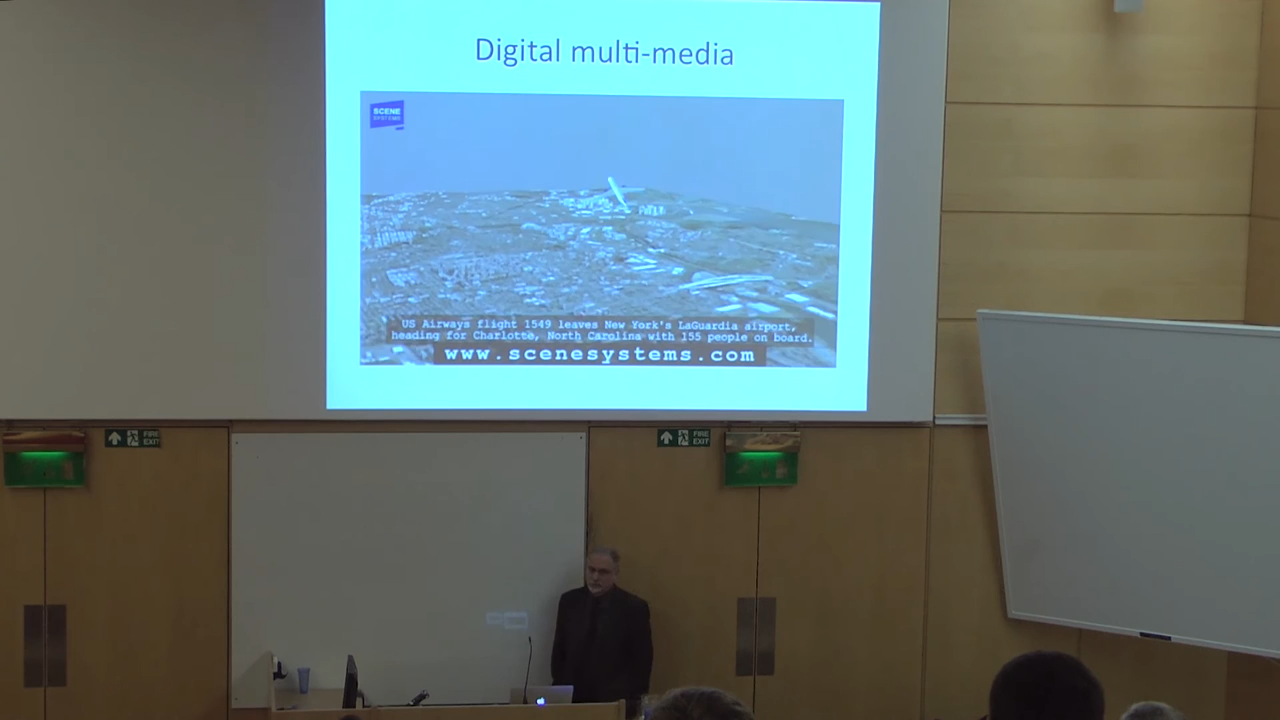 Digital multi-media
SCENE
SYSTEMS
US Airways flight 1549 leaves New York's LaGuardia airport,
heading for Charlotte, North Carolina with 155 people on board.
www.scenesystems.com
FIRE
EXIT
FIRE
EXIT